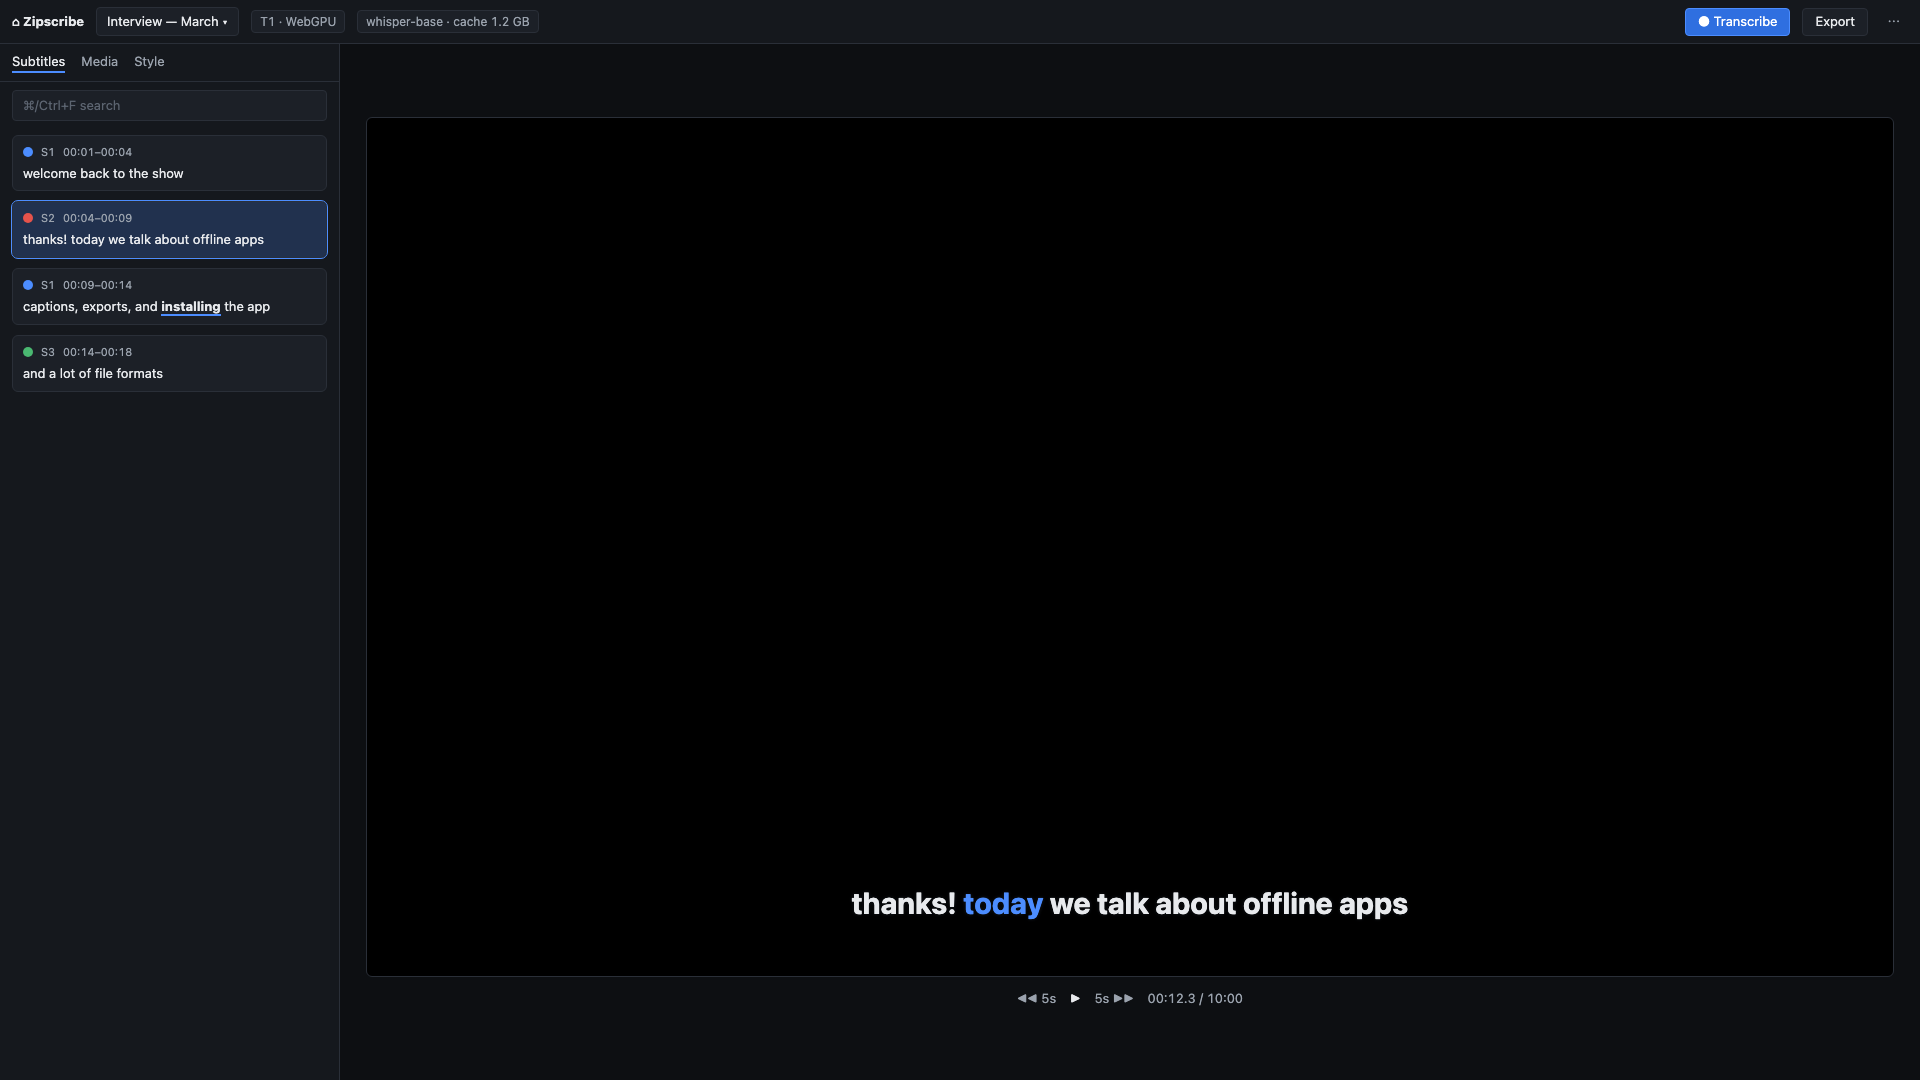 Zipscribe
Interview — March
T1 · WebGPU
whisper-base · cache 1.2 GB
Transcribe
Export
...
Subtitles
Media
Style
⌘/Ctrl+F search
S1 00:01–00:04
welcome back to the show
S2 00:04–00:09
thanks! today we talk about offline apps
S1 00:09–00:14
captions, exports, and installing the app
S3 00:14–00:18
and a lot of file formats
thanks! today we talk about offline apps
5s
5s
00:12.3 / 10:00